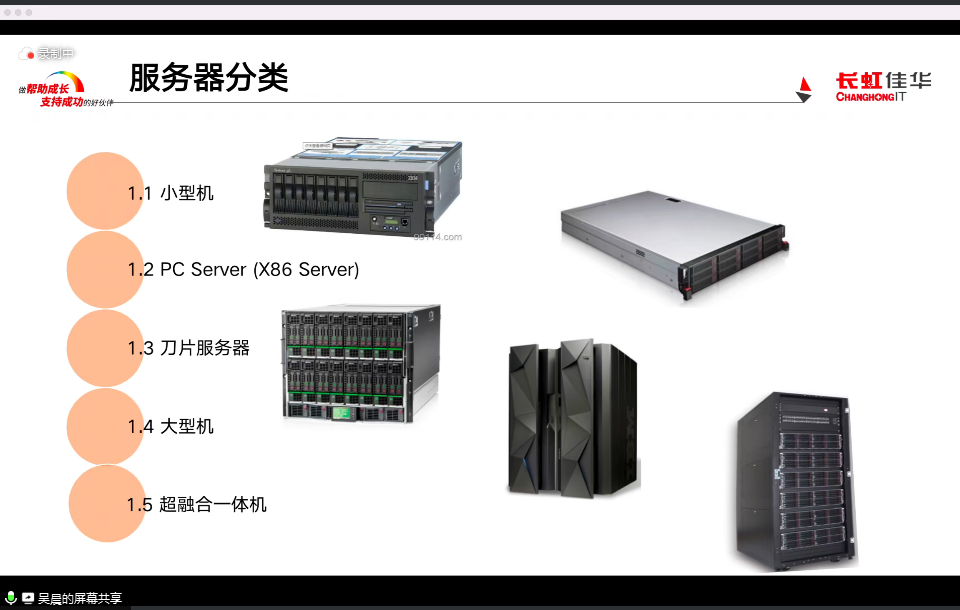 录制中
做帮助成长
支持成功的好伙伴
服务器分类
长虹佳华
CHANGHONGIT
1.1 小型机
IBM
99114.com
1.2 PC Server (X86 Server)
1.3 刀片服务器
1.4 大型机
1.5 超融合一体机
吴晨的屏幕共享